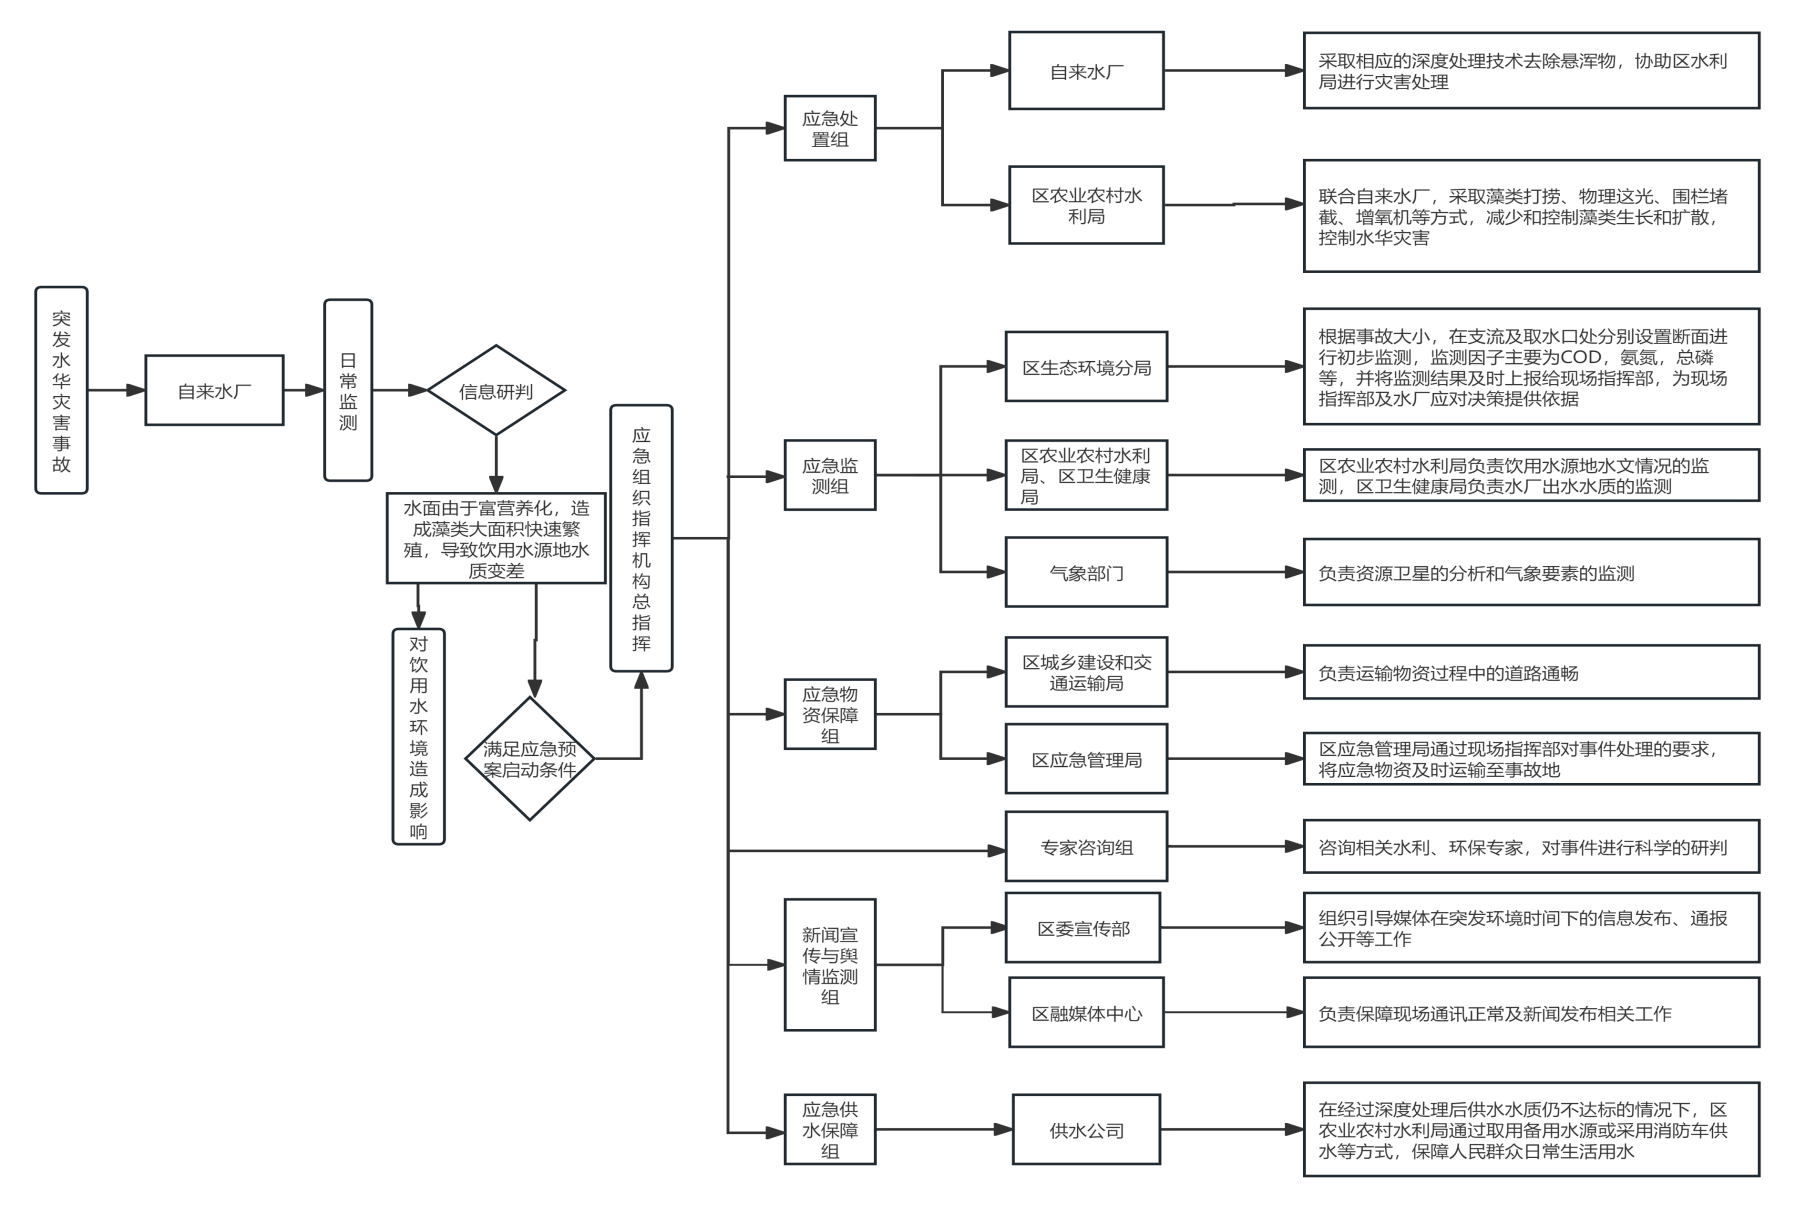 突
发
水
华
灾
害
事
故
自来水厂
日
常
监
测
信息研判
水面由于富营养化，造
成藻类大面积快速繁
殖，导致饮用水源地水
质变差
对
饮
用
水
环
境
造
成
影
响
满足应急预
案启动条件
应
急
组
织
指
挥
机
构
总
指
挥
应急处
置组
自来水厂
采取相应的深度处理技术去除悬浑物，协助区水利
局进行灾害处理
区农业农村水
利局
联合自来水厂，采取藻类打捞、物理这光、围栏堵
截、增氧机等方式，减少和控制藻类生长和扩散，
控制水华灾害
应急监
测组
区生态环境分局
根据事故大小，在支流及取水口处分别设置断面进
行初步监测，监测因子主要为COD，氨氮，总磷
等，并将监测结果及时上报给现场指挥部，为现场
指挥部及水厂应对决策提供依据
区农业农村水利
局、区卫生健康
局
区农业农村水利局负责饮用水源地水文情况的监
测，区卫生健康局负责水厂出水水质的监测
气象部门
负责资源卫星的分析和气象要素的监测
应急物
资保障
组
区城乡建设和交
通运输局
负责运输物资过程中的道路通畅
区应急管理局
区应急管理局通过现场指挥部对事件处理的要求，
将应急物资及时运输至事故地
专家咨询组
咨询相关水利、环保专家，对事件进行科学的研判
新闻宣
传与舆
情监测
组
区委宣传部
组织引导媒体在突发环境时间下的信息发布、通报
公开等工作
区融媒体中心
负责保障现场通讯正常及新闻发布相关工作
应急供
水保障
组
供水公司
在经过深度处理后供水水质仍不达标的情况下，区
农业农村水利局通过取用备用水源或采用消防车供
水等方式，保障人民群众日常生活用水